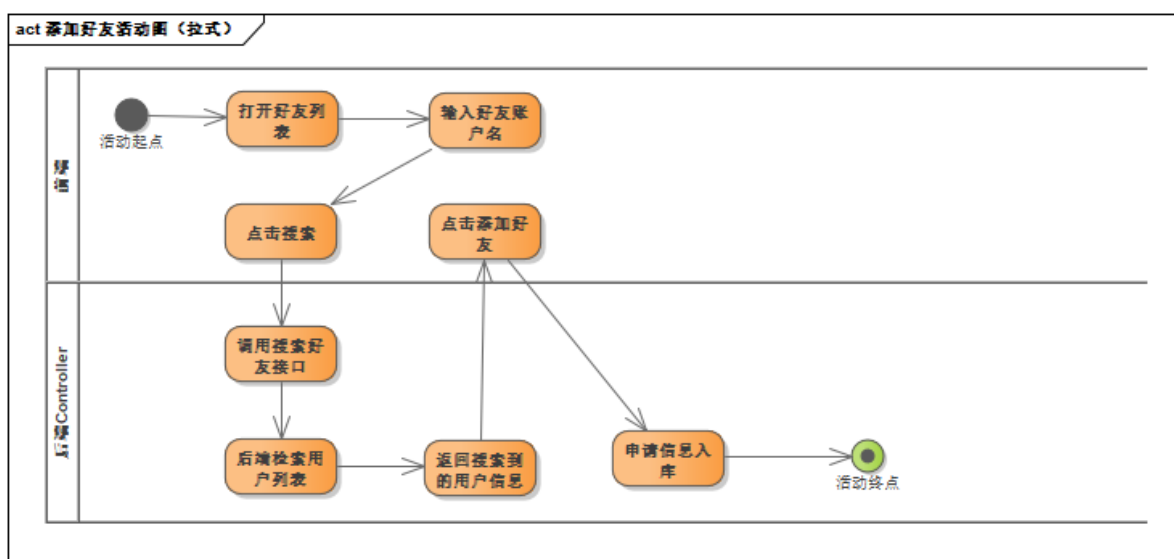 act 添加好友活动图（拉式）
前端
活动起点
打开好友列
表
输入好友账
户名
点击搜索
点击添加好
友
后端Controller
调用搜索好
友接口
后端检索用
户列表
返回搜索到
的用户信息
申请信息入
库
活动终点